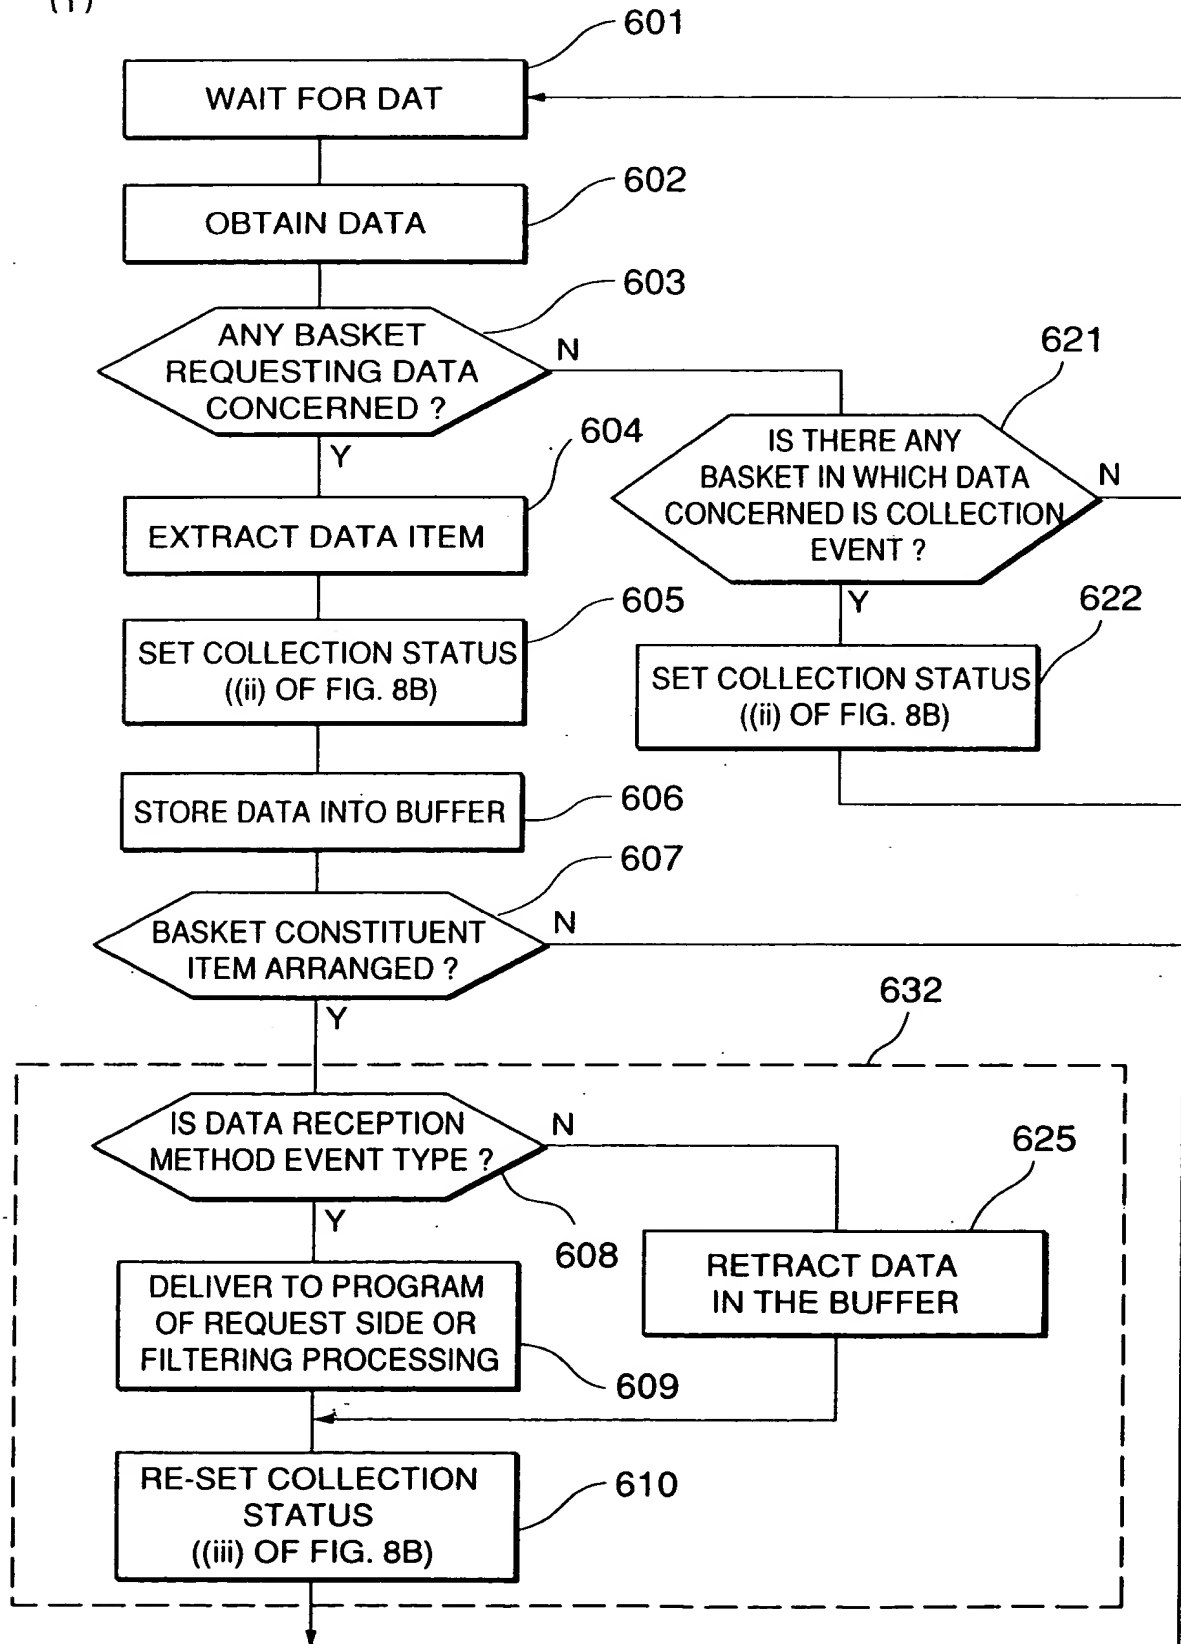 (Y)
601
WAIT FOR DAT
602
OBTAIN DATA
603
ANY BASKET
REQUESTING DATA
CONCERNED ?
N
Y
621
IS THERE ANY
BASKET IN WHICH DATA
CONCERNED IS COLLECTION
EVENT ?
N
Y
604
EXTRACT DATA ITEM
605
SET COLLECTION STATUS
((ii) OF FIG. 8B)
622
SET COLLECTION STATUS
((ii) OF FIG. 8B)
606
STORE DATA INTO BUFFER
607
BASKET CONSTITUENT
ITEM ARRANGED ?
N
Y
632
IS DATA RECEPTION
METHOD EVENT TYPE ?
N
Y
608
625
RETRACT DATA
IN THE BUFFER
DELIVER TO PROGRAM
OF REQUEST SIDE OR
FILTERING PROCESSING
609
RE-SET COLLECTION
STATUS
((iii) OF FIG. 8B)
610